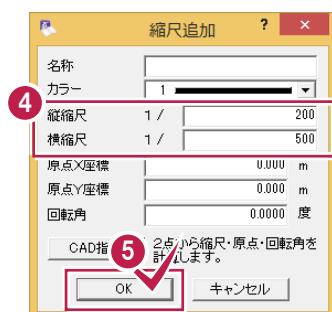 縮尺追加 ? ×
名称
カラー 1
4
縦縮尺 1 / 200
横縮尺 1 / 500
原点X座標 0.000 m
原点Y座標 0.000 m
回転角 0.0000 度
CAD指 5 2点から縮尺・原点・回転角を
計算します。
OK キャンセル